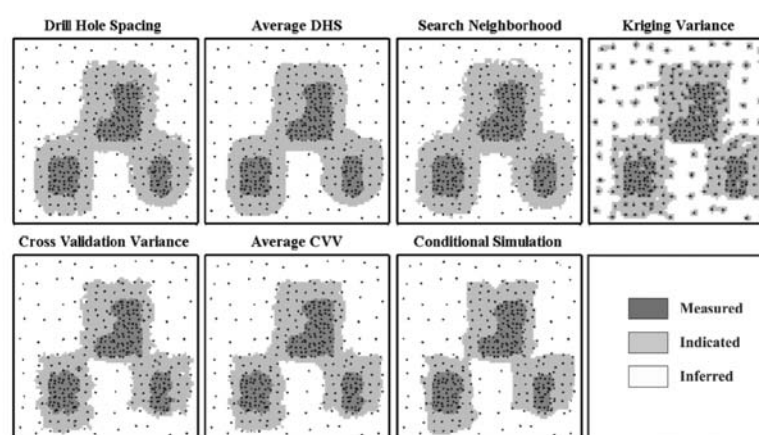 Drill Hole Spacing
Average DHS
Search Neighborhood
Kriging Variance
Cross Validation Variance
Average CVV
Conditional Simulation
Measured
Indicated
Inferred